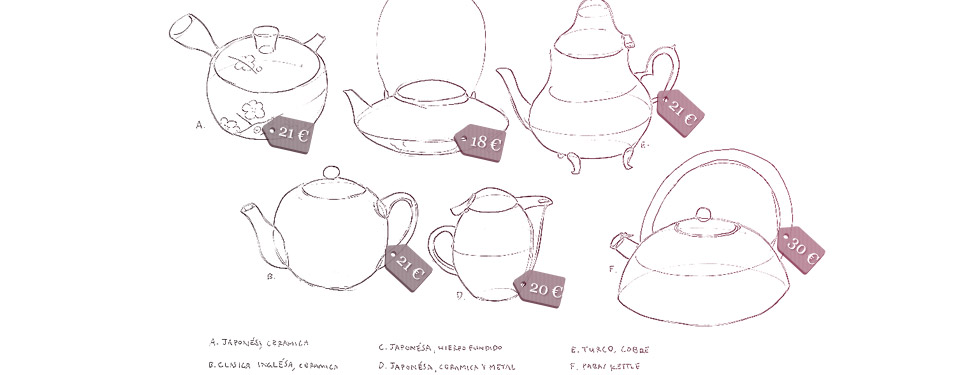 A.
21 €
18 €
21 €
E.
B.
21 €
D.
20 €
F.
30 €
A. JAPONÉSA, CERAMICA
B. CLASICA INGLÉSA, CERAMICA
C. JAPONÉSA, HIERRO FUNDIDO
D. JAPONÉSA, CERAMICA Y METAL
E. TURCO, COBRE
F. KETTLE